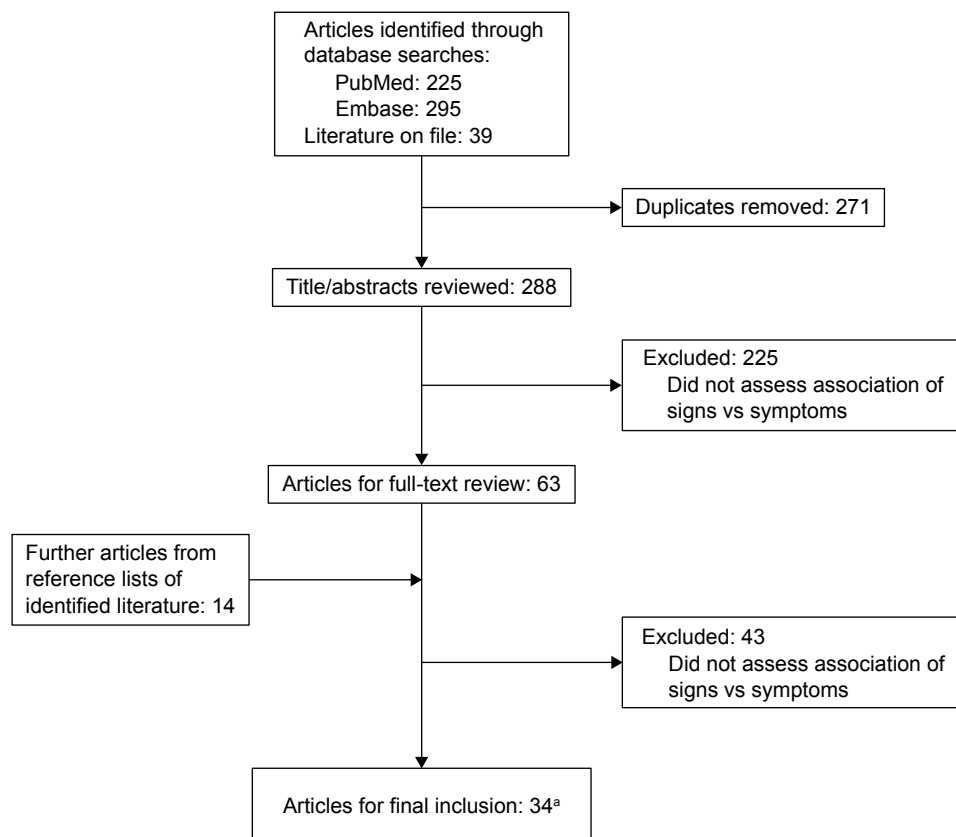 Articles identified through
database searches:
PubMed: 225
Embase: 295
Literature on file: 39
Duplicates removed: 271
Title/abstracts reviewed: 288
Excluded: 225
Did not assess association of
signs vs symptoms
Articles for full-text review: 63
Further articles from
reference lists of
identified literature: 14
Excluded: 43
Did not assess association of
signs vs symptoms
Articles for final inclusion: 34ᵃ